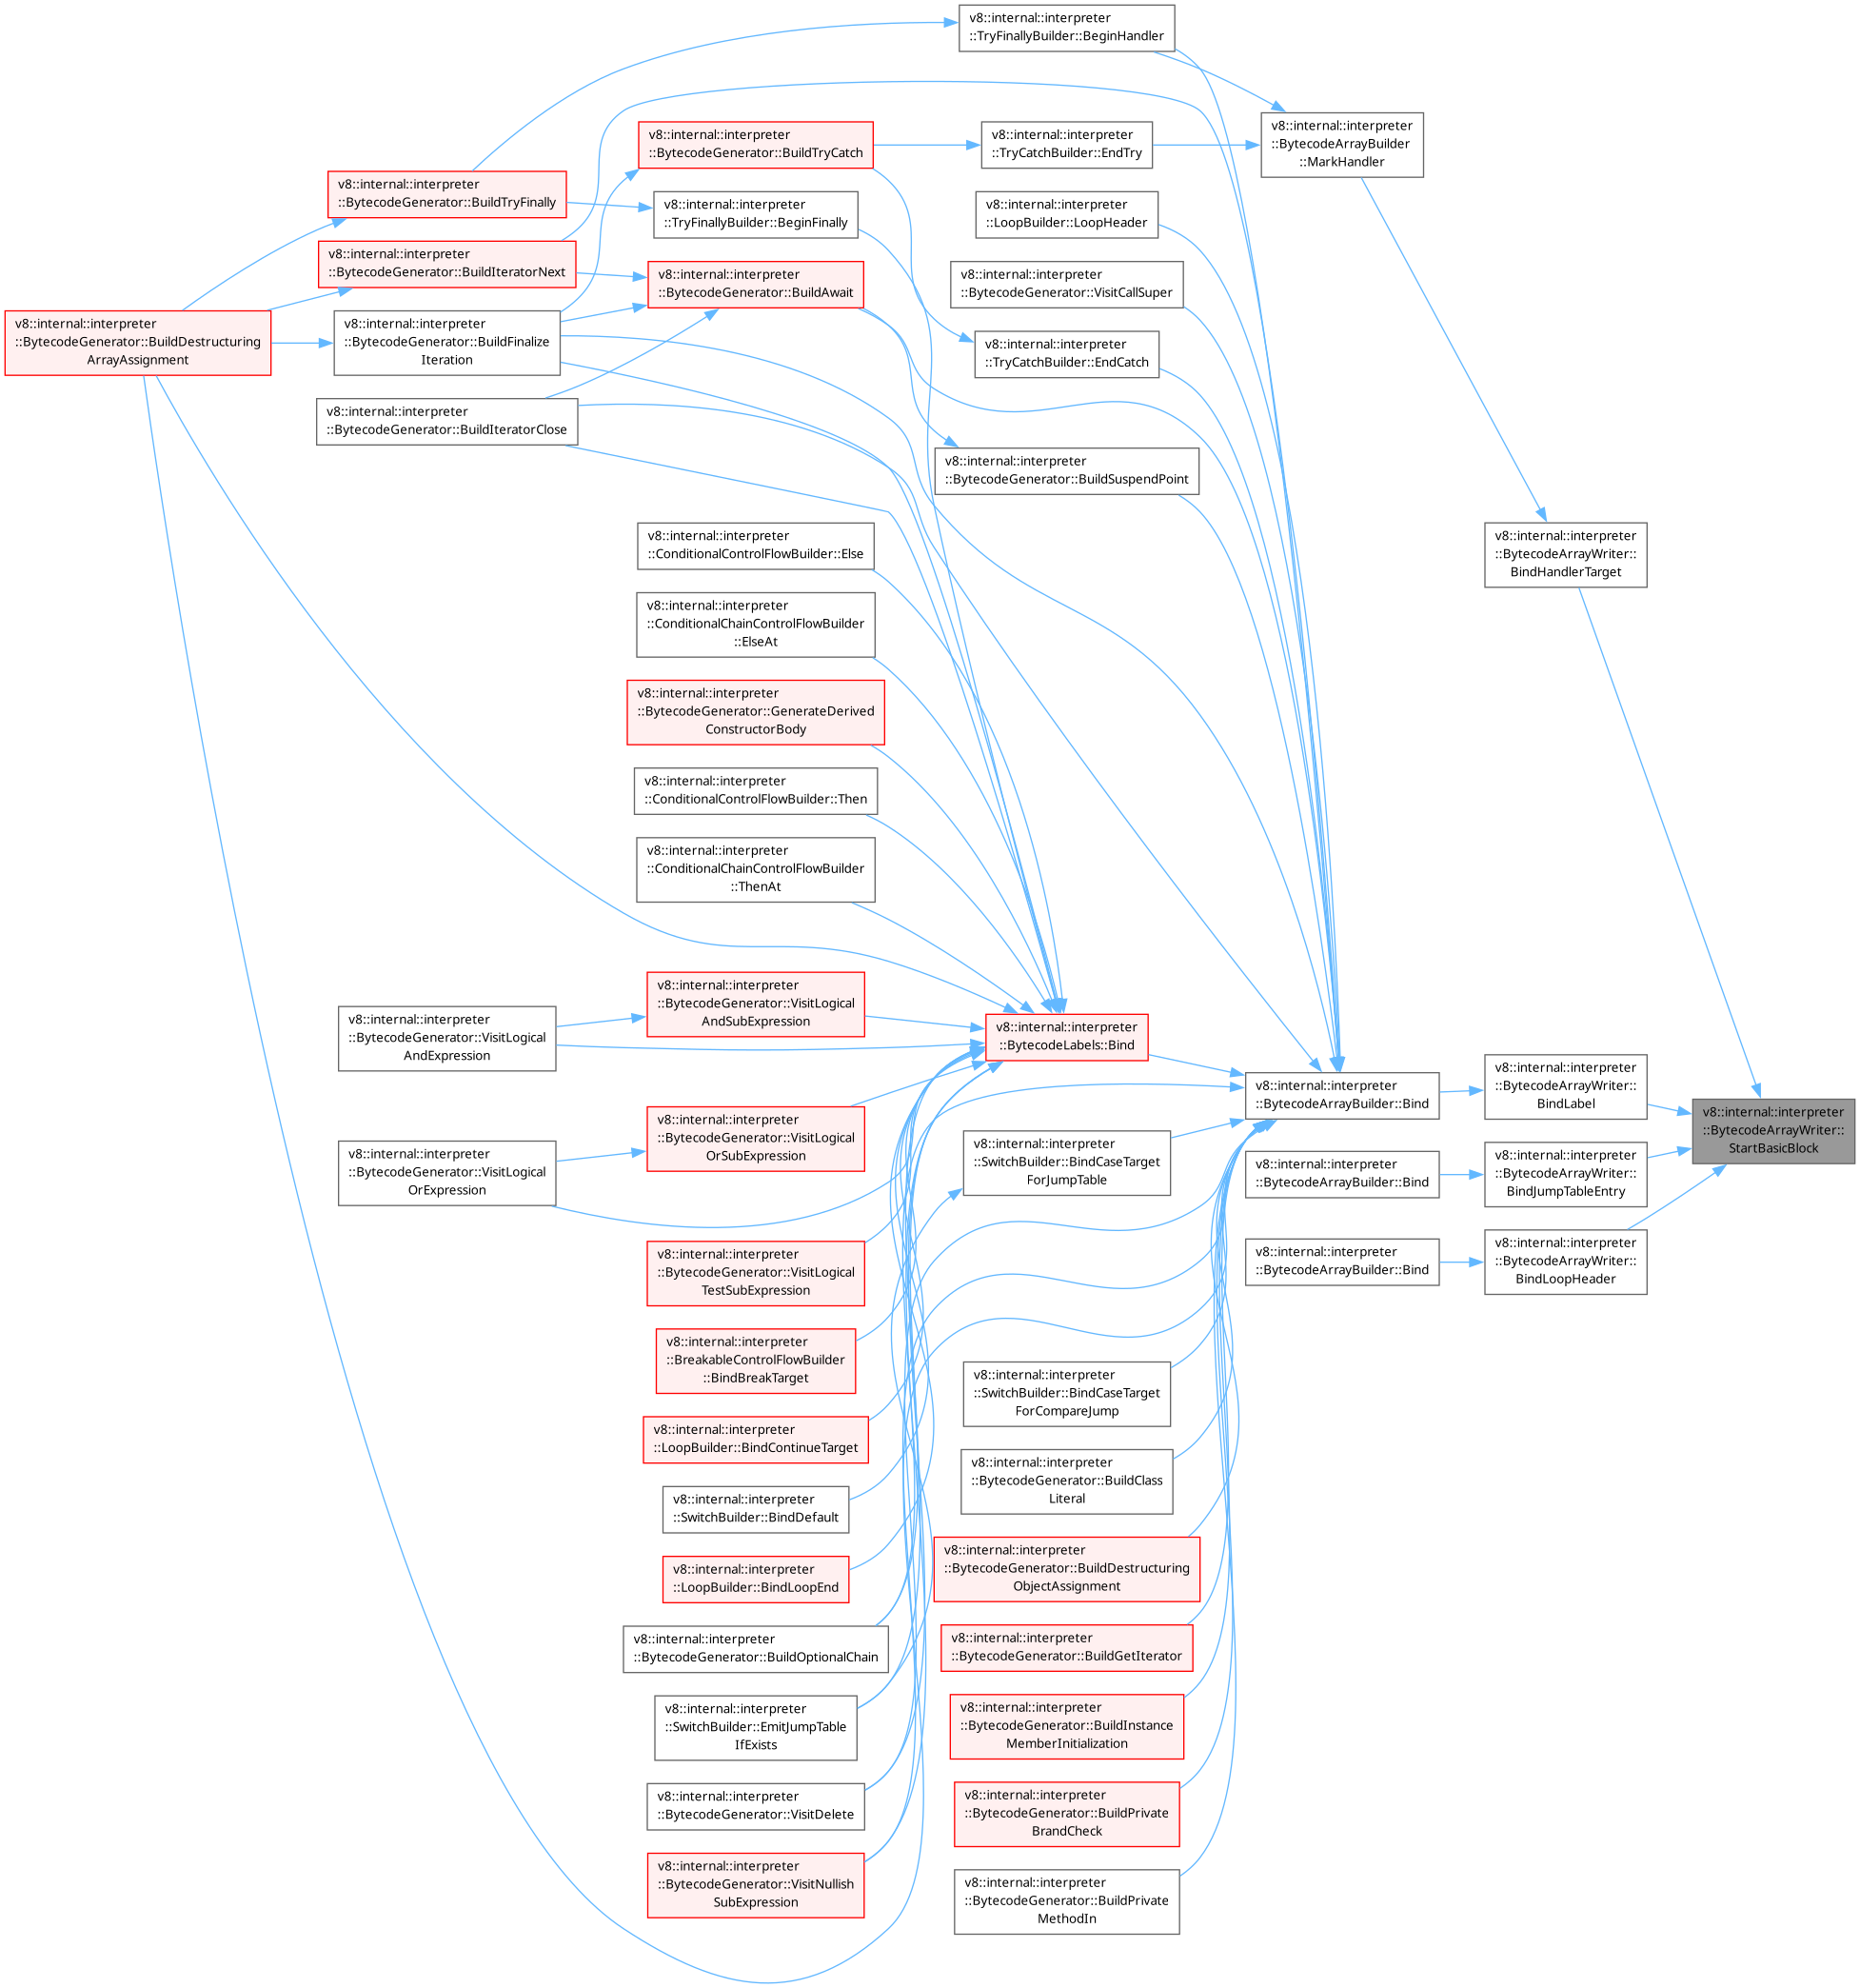 v8::internal::interpreter
::TryFinallyBuilder::BeginHandler
v8::internal::interpreter
::BytecodeArrayBuilder
::MarkHandler
v8::internal::interpreter
::BytecodeGenerator::BuildTryCatch
v8::internal::interpreter
::TryCatchBuilder::EndTry
v8::internal::interpreter
::BytecodeGenerator::BuildTryFinally
v8::internal::interpreter
::TryFinallyBuilder::BeginFinally
v8::internal::interpreter
::LoopBuilder::LoopHeader
v8::internal::interpreter
::BytecodeGenerator::BuildIteratorNext
v8::internal::interpreter
::BytecodeGenerator::BuildAwait
v8::internal::interpreter
::BytecodeGenerator::VisitCallSuper
v8::internal::interpreter
::BytecodeGenerator::BuildDestructuring
ArrayAssignment
v8::internal::interpreter
::BytecodeGenerator::BuildFinalize
Iteration
v8::internal::interpreter
::TryCatchBuilder::EndCatch
v8::internal::interpreter
::BytecodeGenerator::BuildIteratorClose
v8::internal::interpreter
::BytecodeGenerator::BuildSuspendPoint
v8::internal::interpreter
::ConditionalControlFlowBuilder::Else
v8::internal::interpreter
::BytecodeArrayWriter::
BindHandlerTarget
v8::internal::interpreter
::ConditionalChainControlFlowBuilder
::ElseAt
v8::internal::interpreter
::BytecodeGenerator::GenerateDerived
ConstructorBody
v8::internal::interpreter
::ConditionalControlFlowBuilder::Then
v8::internal::interpreter
::ConditionalChainControlFlowBuilder
::ThenAt
v8::internal::interpreter
::BytecodeGenerator::VisitLogical
AndSubExpression
v8::internal::interpreter
::BytecodeGenerator::VisitLogical
AndExpression
v8::internal::interpreter
::BytecodeLabels::Bind
v8::internal::interpreter
::BytecodeArrayBuilder::Bind
v8::internal::interpreter
::BytecodeArrayWriter::
BindLabel
v8::internal::interpreter
::BytecodeArrayWriter::
StartBasicBlock
v8::internal::interpreter
::BytecodeGenerator::VisitLogical
OrSubExpression
v8::internal::interpreter
::BytecodeGenerator::VisitLogical
OrExpression
v8::internal::interpreter
::SwitchBuilder::BindCaseTarget
ForJumpTable
v8::internal::interpreter
::BytecodeArrayBuilder::Bind
v8::internal::interpreter
::BytecodeArrayWriter::
BindJumpTableEntry
v8::internal::interpreter
::BytecodeArrayBuilder::Bind
v8::internal::interpreter
::BytecodeArrayWriter::
BindLoopHeader
v8::internal::interpreter
::BytecodeGenerator::VisitLogical
TestSubExpression
v8::internal::interpreter
::BreakableControlFlowBuilder
::BindBreakTarget
v8::internal::interpreter
::SwitchBuilder::BindCaseTarget
ForCompareJump
v8::internal::interpreter
::LoopBuilder::BindContinueTarget
v8::internal::interpreter
::BytecodeGenerator::BuildClass
Literal
v8::internal::interpreter
::SwitchBuilder::BindDefault
v8::internal::interpreter
::BytecodeGenerator::BuildDestructuring
ObjectAssignment
v8::internal::interpreter
::LoopBuilder::BindLoopEnd
v8::internal::interpreter
::BytecodeGenerator::BuildOptionalChain
v8::internal::interpreter
::BytecodeGenerator::BuildGetIterator
v8::internal::interpreter
::SwitchBuilder::EmitJumpTable
IfExists
v8::internal::interpreter
::BytecodeGenerator::BuildInstance
MemberInitialization
v8::internal::interpreter
::BytecodeGenerator::VisitDelete
v8::internal::interpreter
::BytecodeGenerator::BuildPrivate
BrandCheck
v8::internal::interpreter
::BytecodeGenerator::VisitNullish
SubExpression
v8::internal::interpreter
::BytecodeGenerator::BuildPrivate
MethodIn